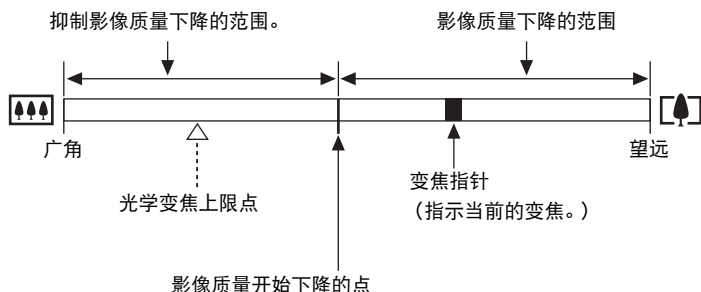 抑制影像质量下降的范围。
影像质量下降的范围
广角
望远
光学变焦上限点
变焦指针
（指示当前的变焦。）
影像质量开始下降的点